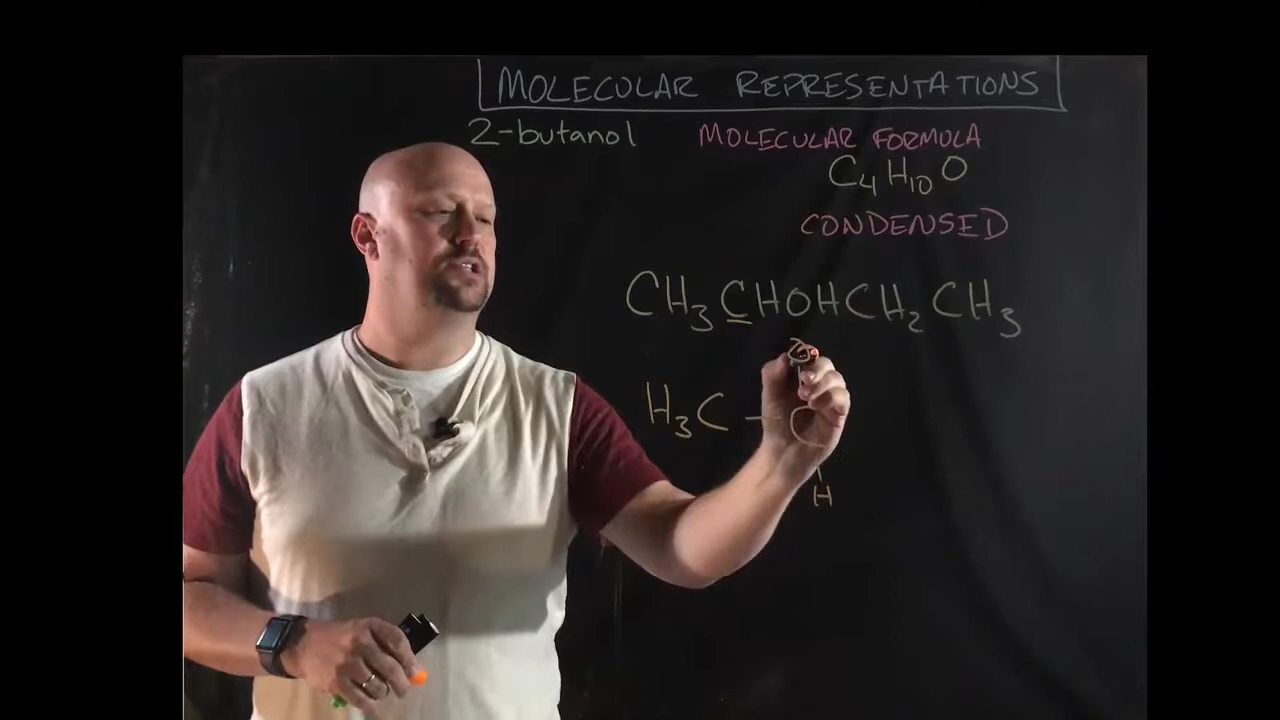 MOLECULAR REPRESENTATIONS
2-butanol MOLECULAR FORMULA
C₄H₁₀O
CONDENSED
CH₃CHOHCH₂CH₃
O
H₃C — C
H